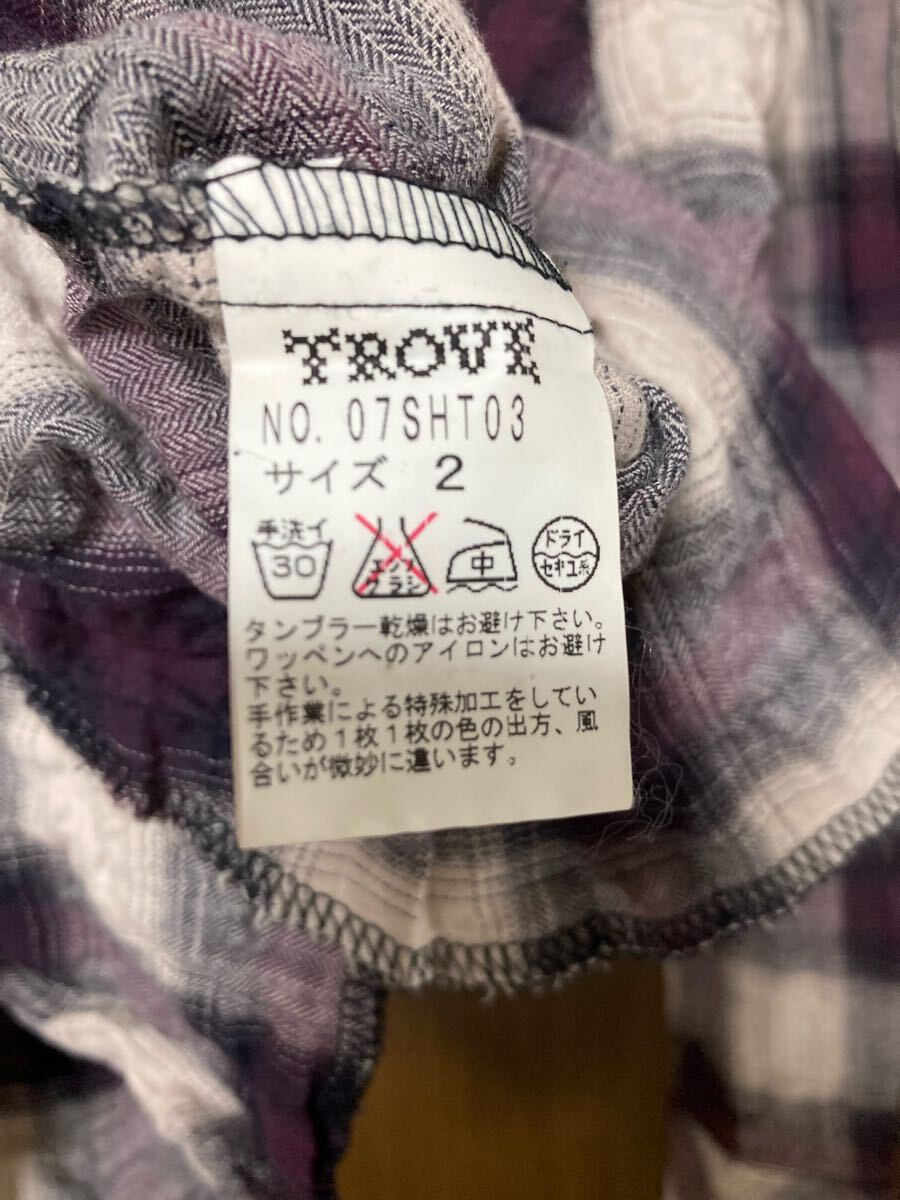 TROVE
NO. 07SHT03
サイズ 2
手洗イ 30 エンソ サラシ 中 ドライ セキユ系
タンブラー乾燥はお避け下さい。
ワッペンへのアイロンはお避け
下さい。
手作業による特殊加工をしてい
るため1枚1枚の色の出方、風
合いが微妙に違います。